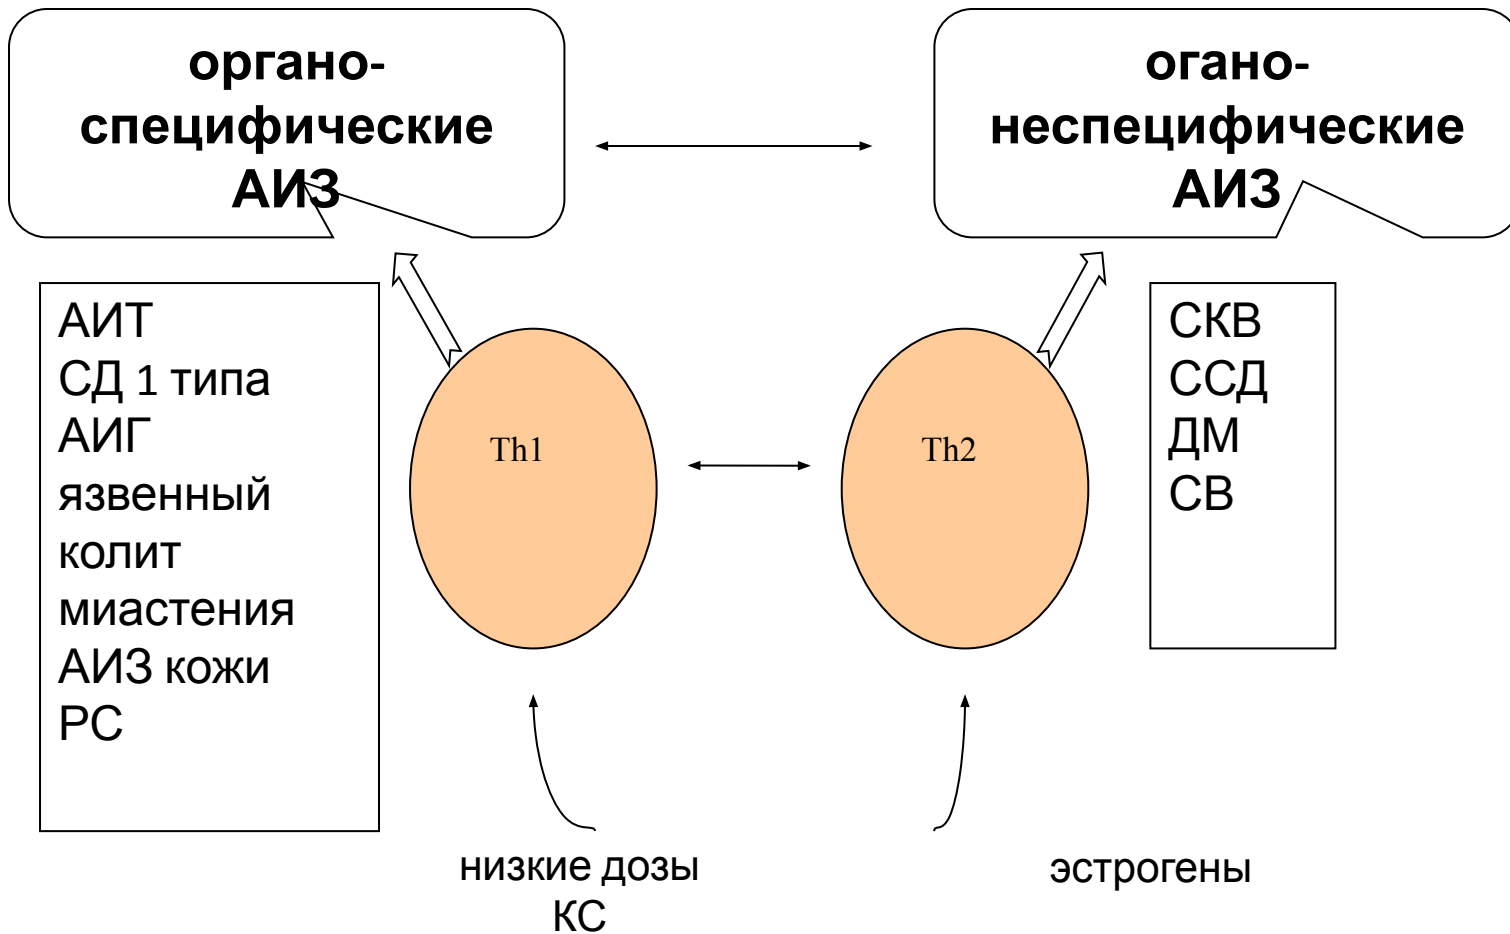 органо-
специфические
АИЗ
огано-
неспецифические
АИЗ
АИТ
СД 1 типа
АИГ
язвенный
колит
миастения
АИЗ кожи
РС
Th1
Th2
СКВ
ССД
ДМ
СВ
низкие дозы
КС
эстрогены